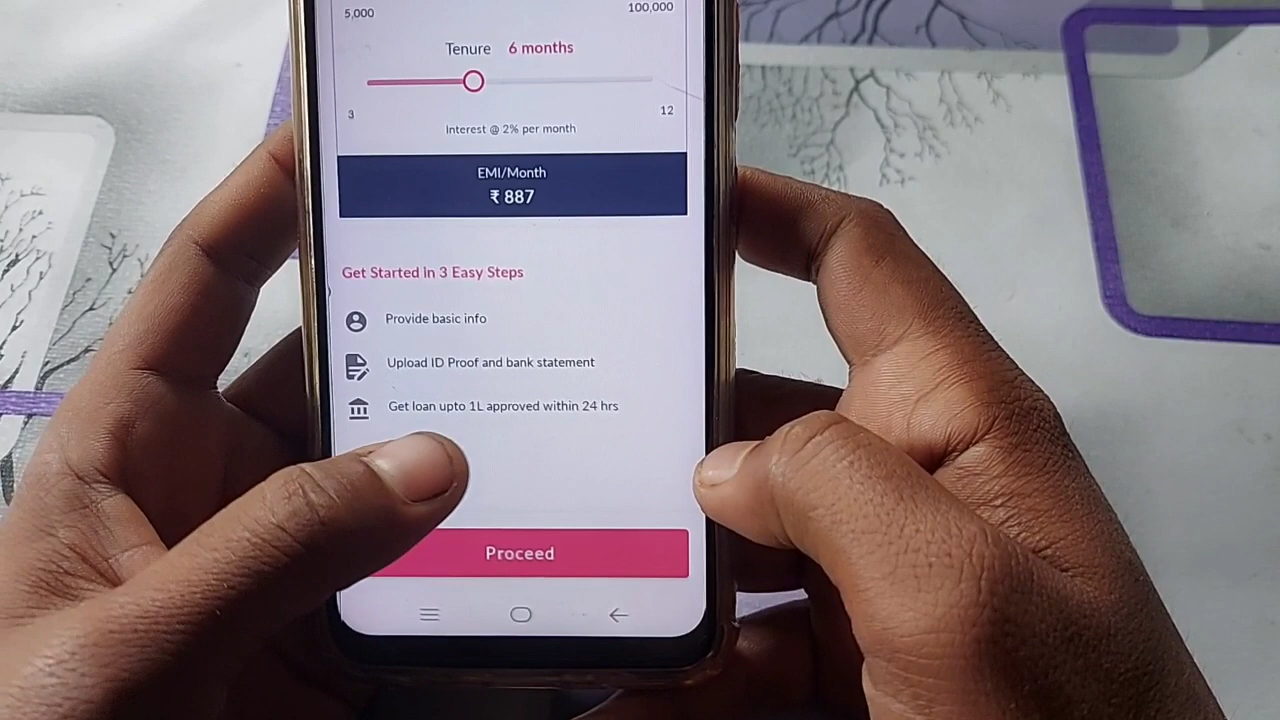 5,000 100,000
Tenure 6 months
3 12
Interest @ 2% per month
EMI/Month
₹ 887
Get Started in 3 Easy Steps
Provide basic info
Upload ID Proof and bank statement
Get loan upto 1L approved within 24 hrs
Proceed